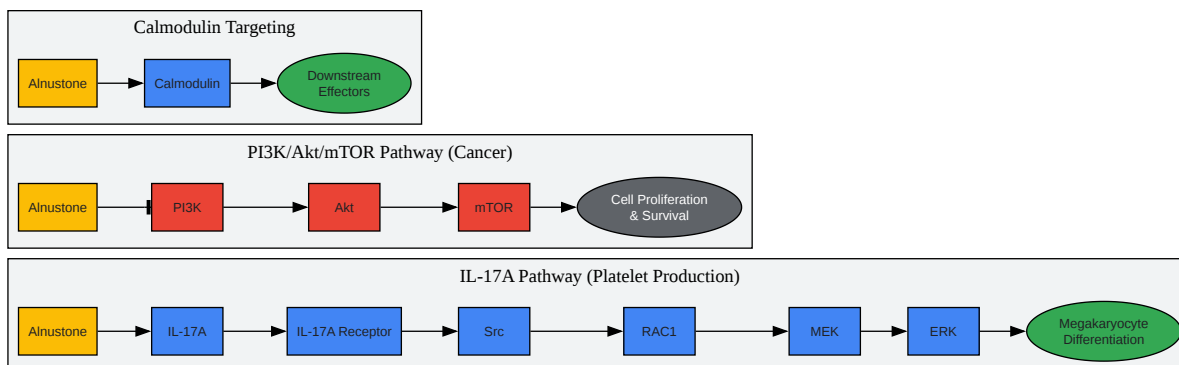 Calmodulin Targeting
Alnustone
Calmodulin
Downstream
Effectors
PI3K/Akt/mTOR Pathway (Cancer)
Alnustone
PI3K
Akt
mTOR
Cell Proliferation
& Survival
IL-17A Pathway (Platelet Production)
Alnustone
IL-17A
IL-17A Receptor
Src
RAC1
MEK
ERK
Megakaryocyte
Differentiation